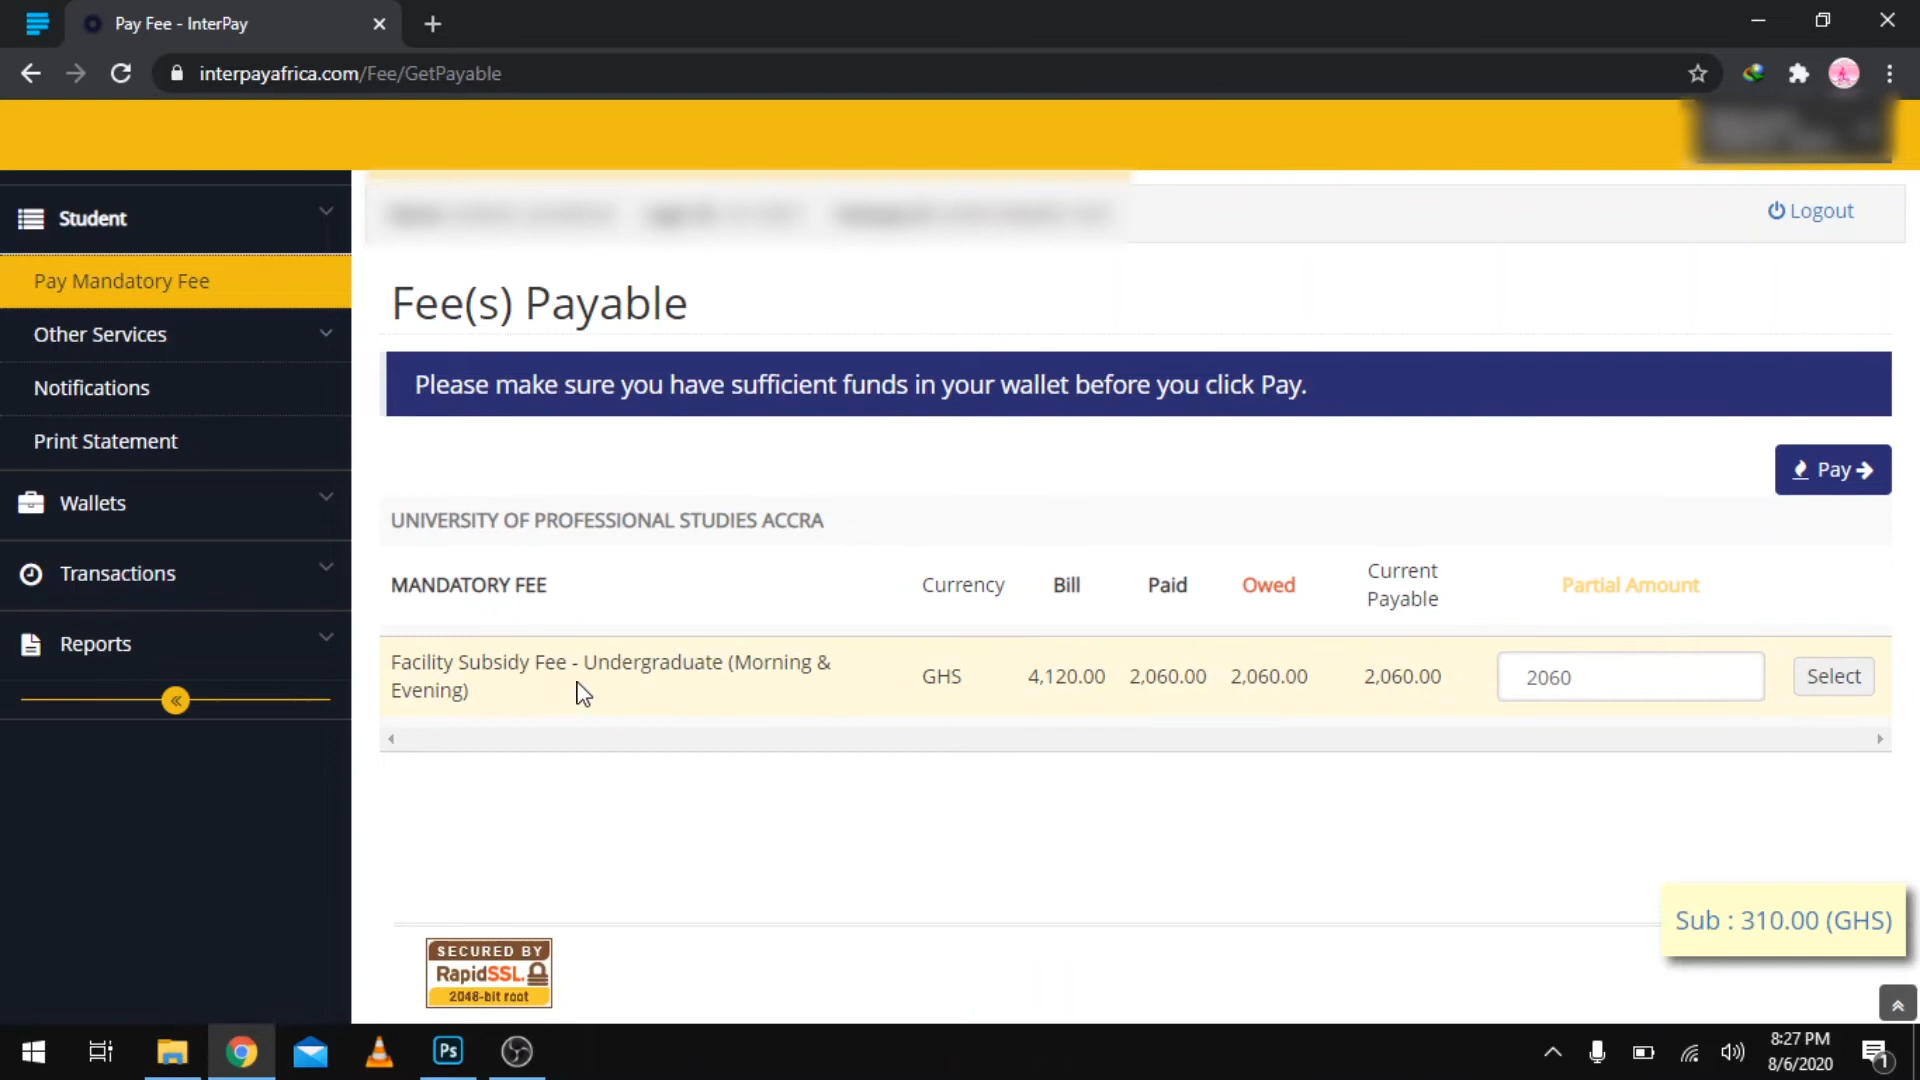 Pay Fee - InterPay
interpayafrica.com/Fee/GetPayable
Student
Logout
Pay Mandatory Fee
Other Services
Notifications
Print Statement
Wallets
Transactions
Reports
Fee(s) Payable
Please make sure you have sufficient funds in your wallet before you click Pay.
Pay
UNIVERSITY OF PROFESSIONAL STUDIES ACCRA
MANDATORY FEE Currency Bill Paid Owed Current Payable Partial Amount
Facility Subsidy Fee - Undergraduate (Morning &
Evening) GHS 4,120.00 2,060.00 2,060.00 2,060.00 2060 Select
Sub : 310.00 (GHS)
SECURED BY
RapidSSL.
2048-bit root
Ps
8:27 PM
8/6/2020
1